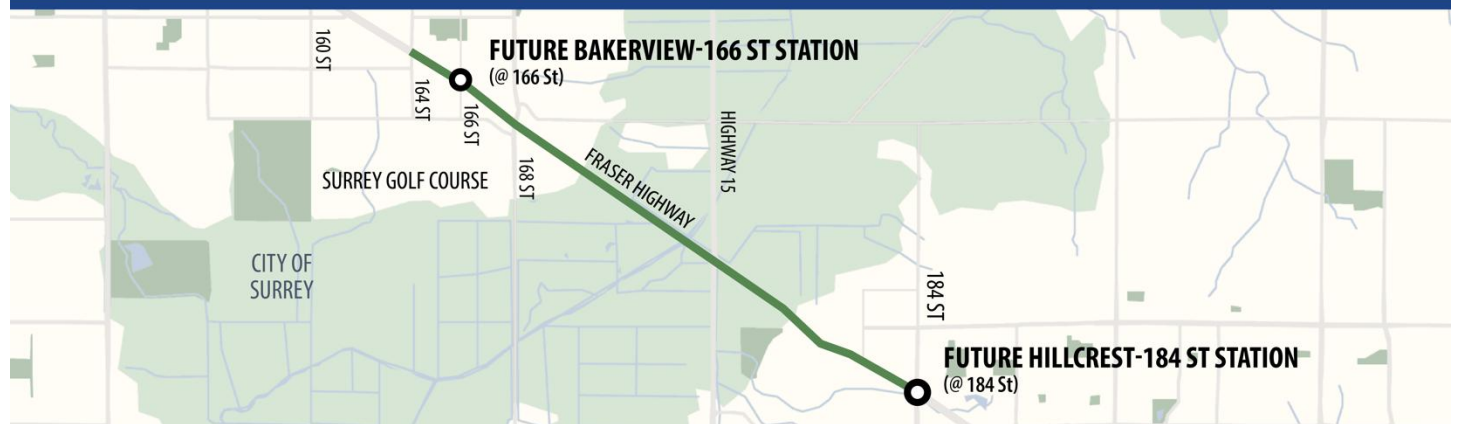 160 ST
FUTURE BAKERVIEW-166 ST STATION
(@ 166 St)
164 ST
166 ST
168 ST
HIGHWAY 15
FRASER HIGHWAY
SURREY GOLF COURSE
CITY OF
SURREY
184 ST
FUTURE HILLCREST-184 ST STATION
(@ 184 St)